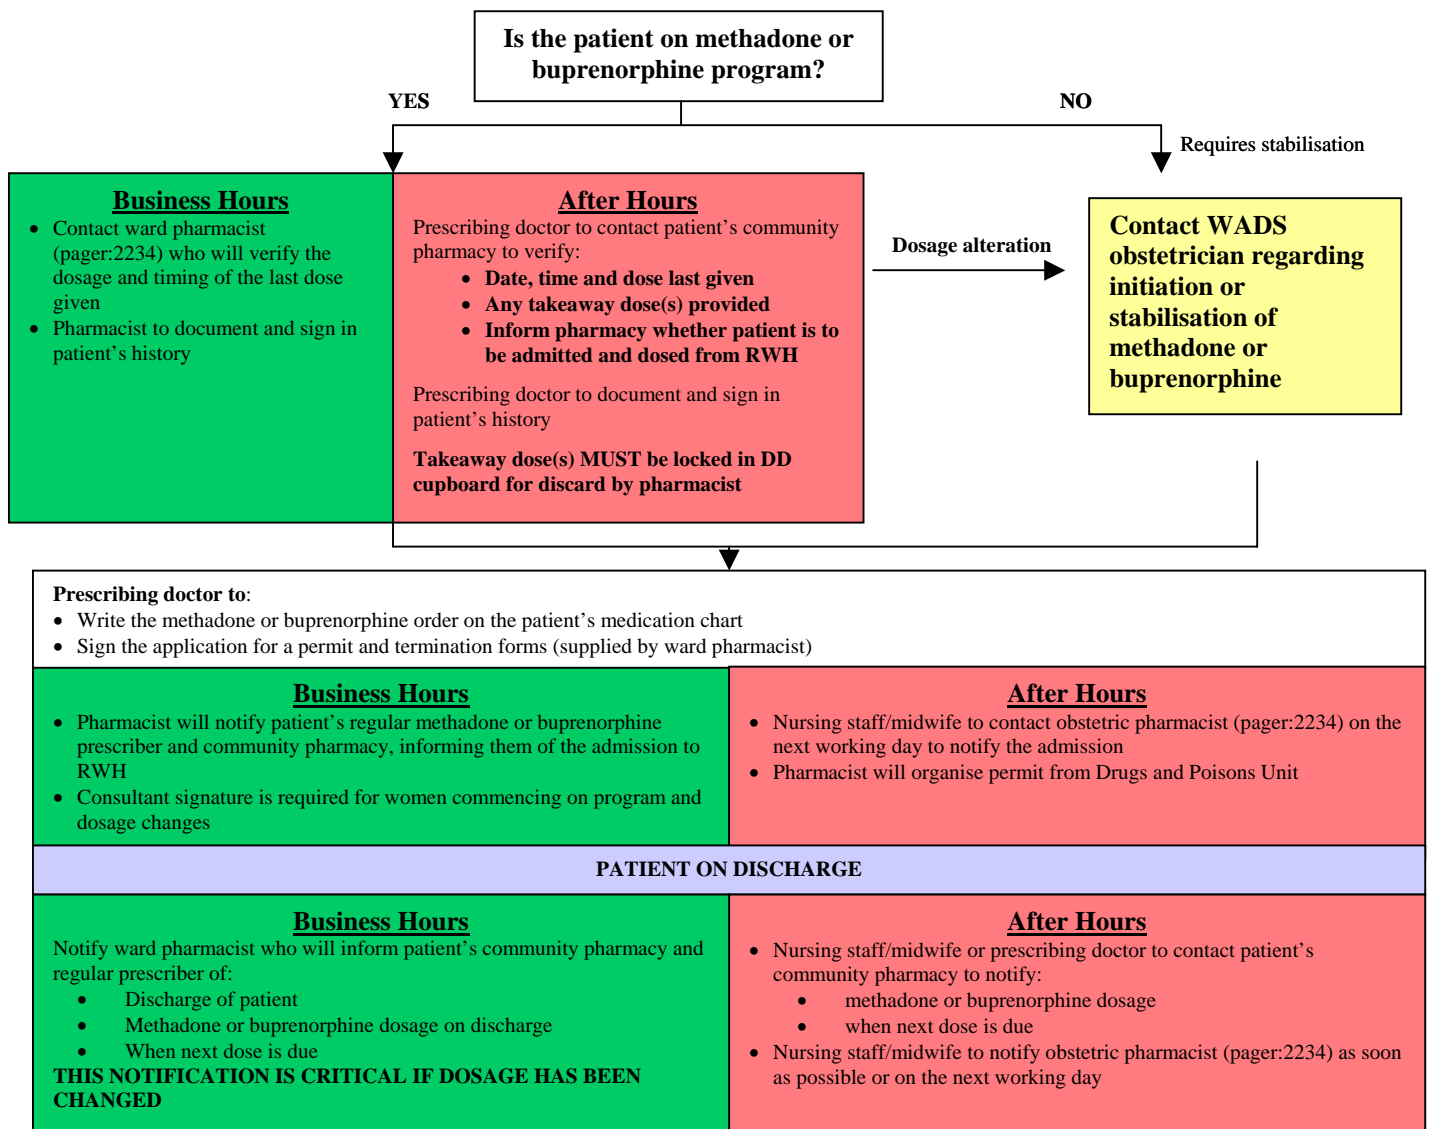 Is the patient on methadone or
buprenorphine program?
YES
NO
Requires stabilisation
Business Hours
• Contact ward pharmacist
(pager:2234) who will verify the
dosage and timing of the last dose
given
• Pharmacist to document and sign in
patient’s history
After Hours
Prescribing doctor to contact patient’s community
pharmacy to verify:
• Date, time and dose last given
• Any takeaway dose(s) provided
• Inform pharmacy whether patient is to
be admitted and dosed from RWH
Prescribing doctor to document and sign in
patient’s history
Takeaway dose(s) MUST be locked in DD
cupboard for discard by pharmacist
Dosage alteration
Contact WADS
obstetrician regarding
initiation or
stabilisation of
methadone or
buprenorphine
Prescribing doctor to:
• Write the methadone or buprenorphine order on the patient’s medication chart
• Sign the application for a permit and termination forms (supplied by ward pharmacist)
Business Hours
• Pharmacist will notify patient’s regular methadone or buprenorphine
prescriber and community pharmacy, informing them of the admission to
RWH
• Consultant signature is required for women commencing on program and
dosage changes
After Hours
• Nursing staff/midwife to contact obstetric pharmacist (pager:2234) on the
next working day to notify the admission
• Pharmacist will organise permit from Drugs and Poisons Unit
PATIENT ON DISCHARGE
Business Hours
Notify ward pharmacist who will inform patient’s community pharmacy and
regular prescriber of:
• Discharge of patient
• Methadone or buprenorphine dosage on discharge
• When next dose is due
THIS NOTIFICATION IS CRITICAL IF DOSAGE HAS BEEN
CHANGED
After Hours
• Nursing staff/midwife or prescribing doctor to contact patient’s
community pharmacy to notify:
• methadone or buprenorphine dosage
• when next dose is due
• Nursing staff/midwife to notify obstetric pharmacist (pager:2234) as soon
as possible or on the next working day